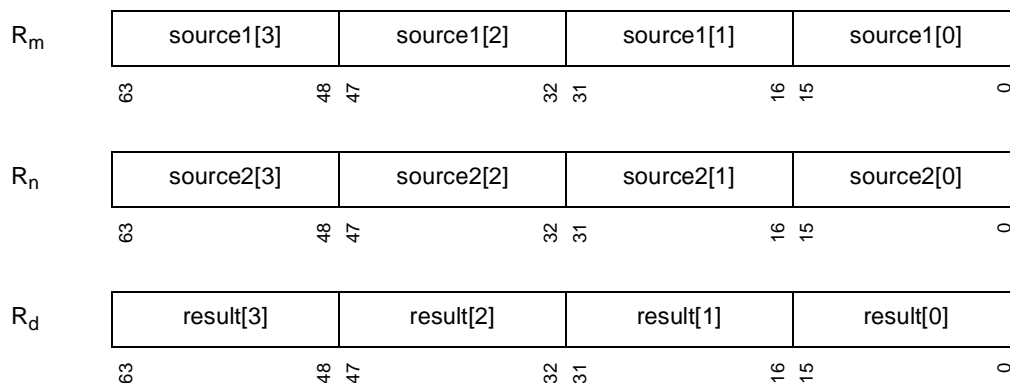 Rm source1[3] source1[2] source1[1] source1[0]
63 48 47 32 31 16 15 0
Rn source2[3] source2[2] source2[1] source2[0]
63 48 47 32 31 16 15 0
Rd result[3] result[2] result[1] result[0]
63 48 47 32 31 16 15 0